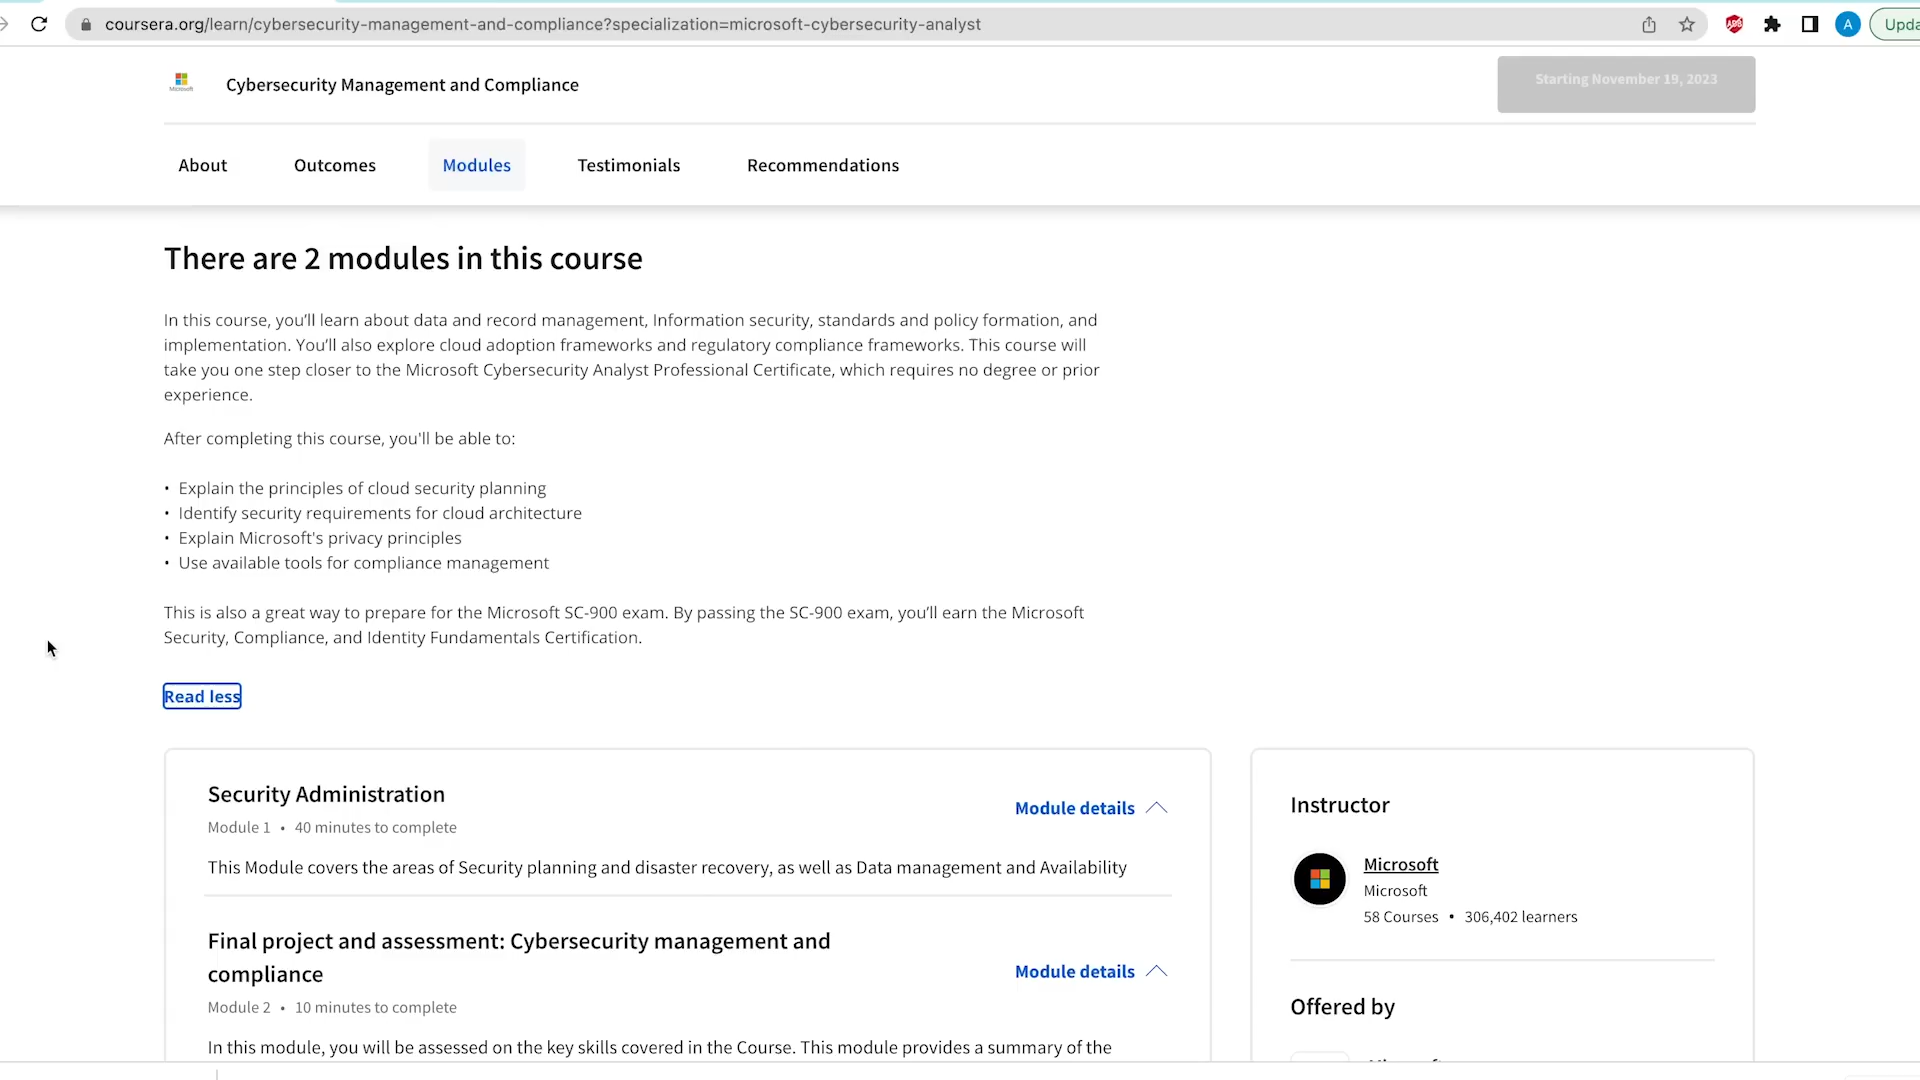 coursera.org/learn/cybersecurity-management-and-compliance?specialization=microsoft-cybersecurity-analyst
A
Microsoft
Cybersecurity Management and Compliance
Starting November 19, 2023
About Outcomes Modules Testimonials Recommendations
There are 2 modules in this course
In this course, you’ll learn about data and record management, Information security, standards and policy formation, and
implementation. You’ll also explore cloud adoption frameworks and regulatory compliance frameworks. This course will
take you one step closer to the Microsoft Cybersecurity Analyst Professional Certificate, which requires no degree or prior
experience.
After completing this course, you'll be able to:
• Explain the principles of cloud security planning
• Identify security requirements for cloud architecture
• Explain Microsoft's privacy principles
• Use available tools for compliance management
This is also a great way to prepare for the Microsoft SC-900 exam. By passing the SC-900 exam, you’ll earn the Microsoft
Security, Compliance, and Identity Fundamentals Certification.
Read less
Security Administration
Module details
Module 1 • 40 minutes to complete
This Module covers the areas of Security planning and disaster recovery, as well as Data management and Availability
Final project and assessment: Cybersecurity management and
compliance
Module details
Module 2 • 10 minutes to complete
In this module, you will be assessed on the key skills covered in the Course. This module provides a summary of the
Instructor
Microsoft
Microsoft
58 Courses • 306,402 learners
Offered by